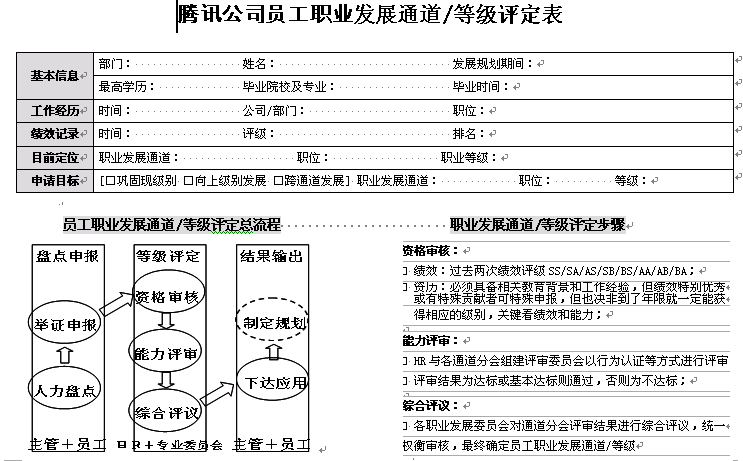 腾讯公司员工职业发展通道/等级评定表
基本信息 部门： 姓名： 发展规划期间：
最高学历： 毕业院校及专业： 毕业时间：
工作经历 时间： 公司/部门： 职位：
绩效记录 时间： 评级： 排名：
目前定位 职业发展通道： 职位： 职业等级：
申请目标 [□巩固现级别 □向上级别发展 □跨通道发展] 职业发展通道： 职位： 等级：
员工职业发展通道/等级评定总流程
盘点申报 等级评定 结果输出
资格审核
举证申报 制定规划
能力评审
人力盘点 下达应用
综合评议
主管＋员工 HR＋专业委员会 主管＋员工
职业发展通道/等级评定步骤
资格审核：
绩效：过去两次绩效评级SS/SA/AS/SB/BS/AA/AB/BA；
资历：必须具备相关教育背景和工作经验，但绩效特别优秀
或有特殊贡献者可特殊申报，但也决非到了年限就一定能获
得相应的级别，关键看绩效和能力；
能力评审：
HR与各通道分会组建评审委员会以行为认证等方式进行评审
评审结果为达标或基本达标则通过，否则为不达标；
综合评议：
各职业发展委员会对通道分会评审结果进行综合评议，统一
权衡审核，最终确定员工职业发展通道/等级